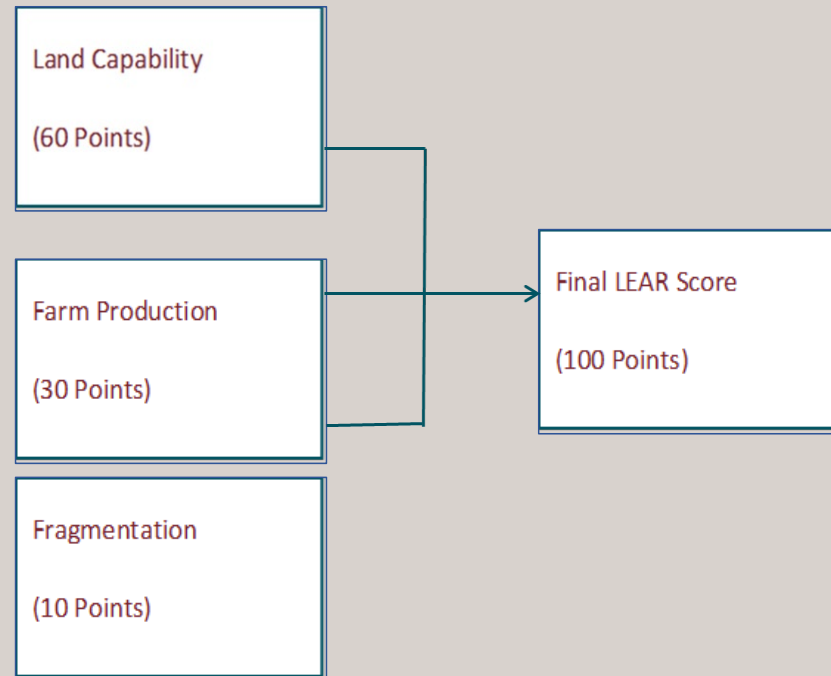 Land Capability
(60 Points)
Farm Production
(30 Points)
Fragmentation
(10 Points)
Final LEAR Score
(100 Points)